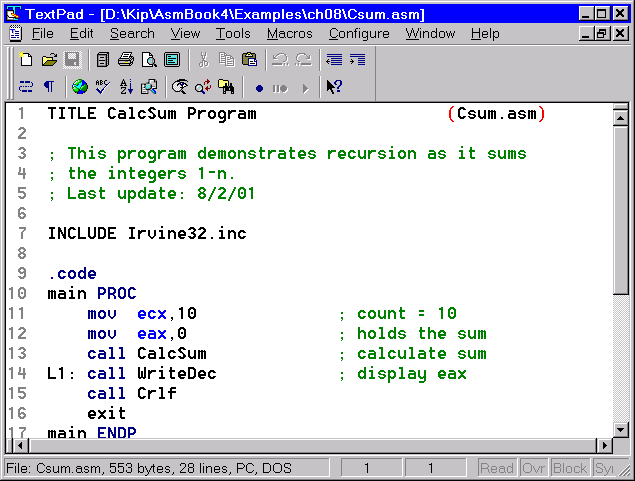 TextPad - [D:\Kip\AsmBook4\Examples\ch08\Csum.asm]
File Edit Search View Tools Macros Configure Window Help
1 TITLE CalcSum Program (Csum.asm)
2
3 ; This program demonstrates recursion as it sums
4 ; the integers 1-n.
5 ; Last update: 8/2/01
6
7 INCLUDE Irvine32.inc
8
9 .code
10 main PROC
11 mov ecx,10 ; count = 10
12 mov eax,0 ; holds the sum
13 call CalcSum ; calculate sum
14 L1: call WriteDec ; display eax
15 call Crlf
16 exit
17 main ENDP
File: Csum.asm, 553 bytes, 28 lines, PC, DOS 1 1 Read Ovr Block